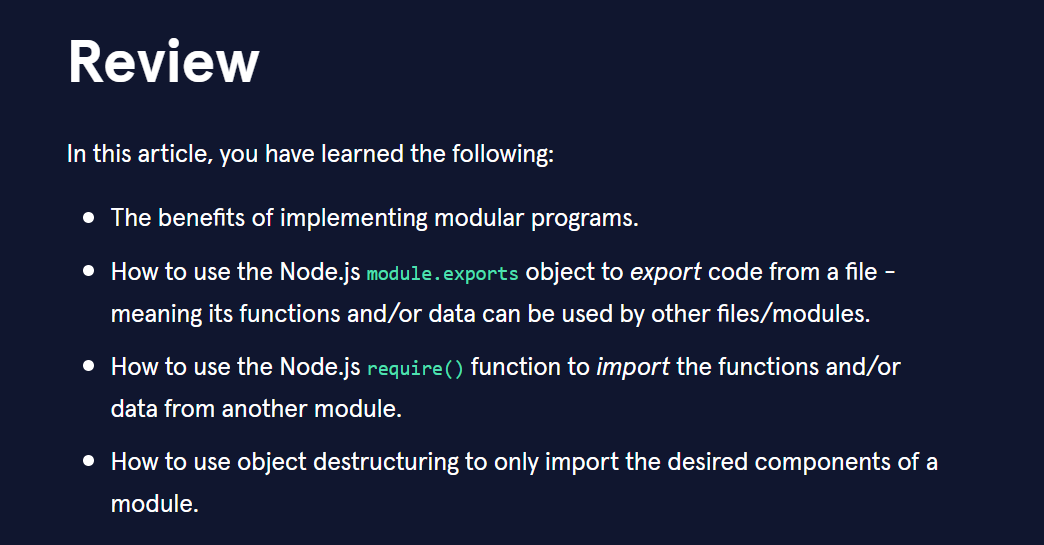 Review
In this article, you have learned the following:
• The benefits of implementing modular programs.
• How to use the Node.js module.exports object to export code from a file -
meaning its functions and/or data can be used by other files/modules.
• How to use the Node.js require() function to import the functions and/or
data from another module.
• How to use object destructuring to only import the desired components of a
module.